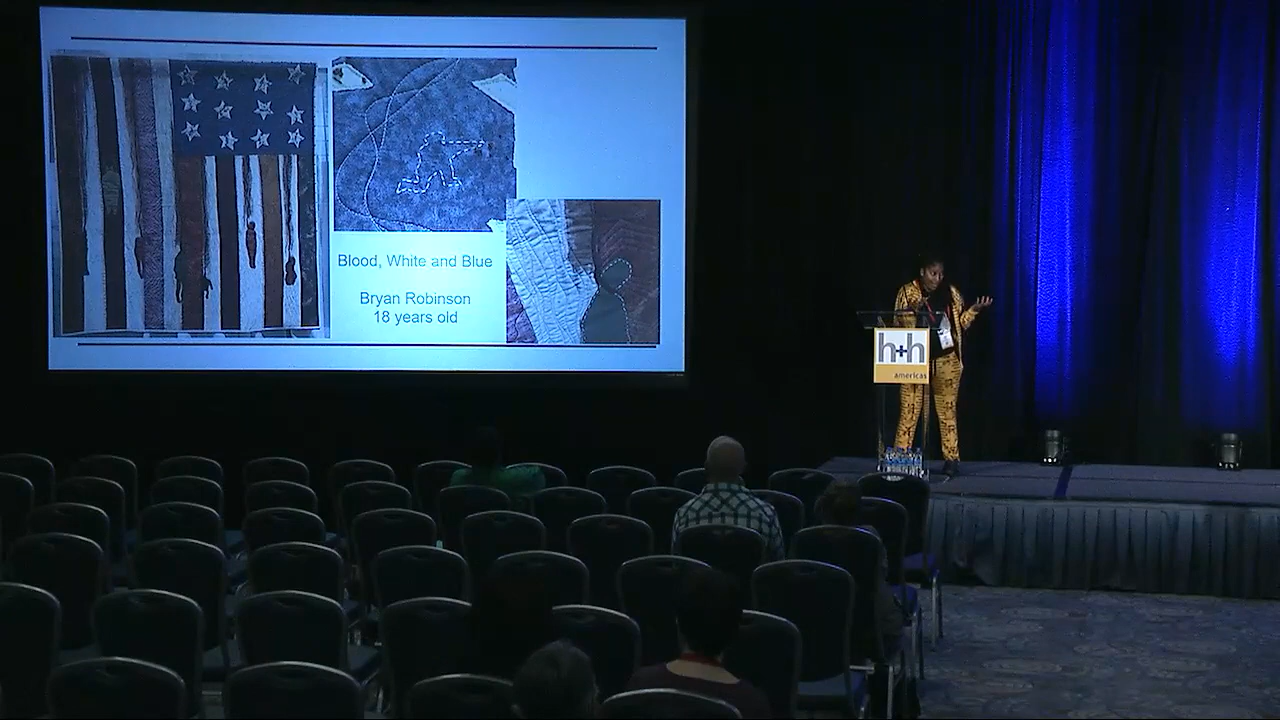 Blood, White and Blue
Bryan Robinson
18 years old
h+h
americas